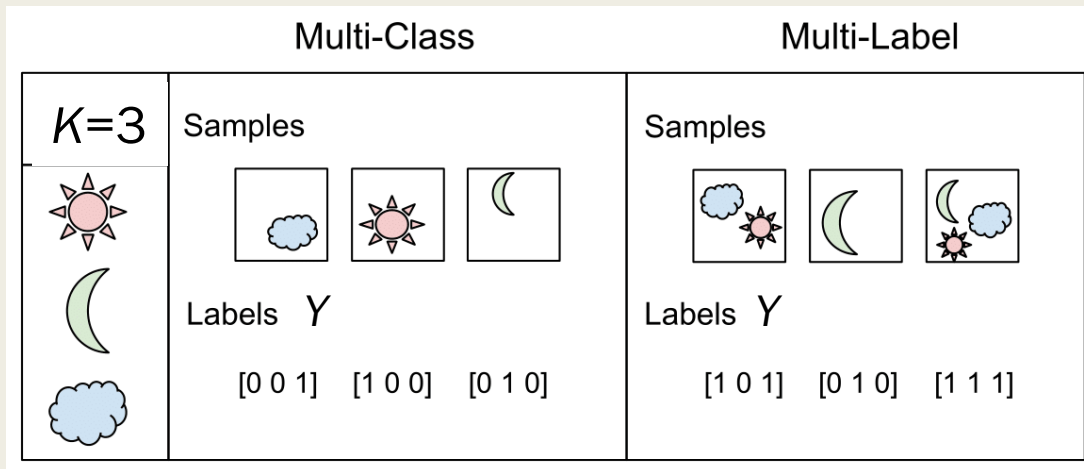 Multi-Class
Multi-Label
K=3
Samples
Labels Y
[0 0 1] [1 0 0] [0 1 0]
Samples
Labels Y
[1 0 1] [0 1 0] [1 1 1]